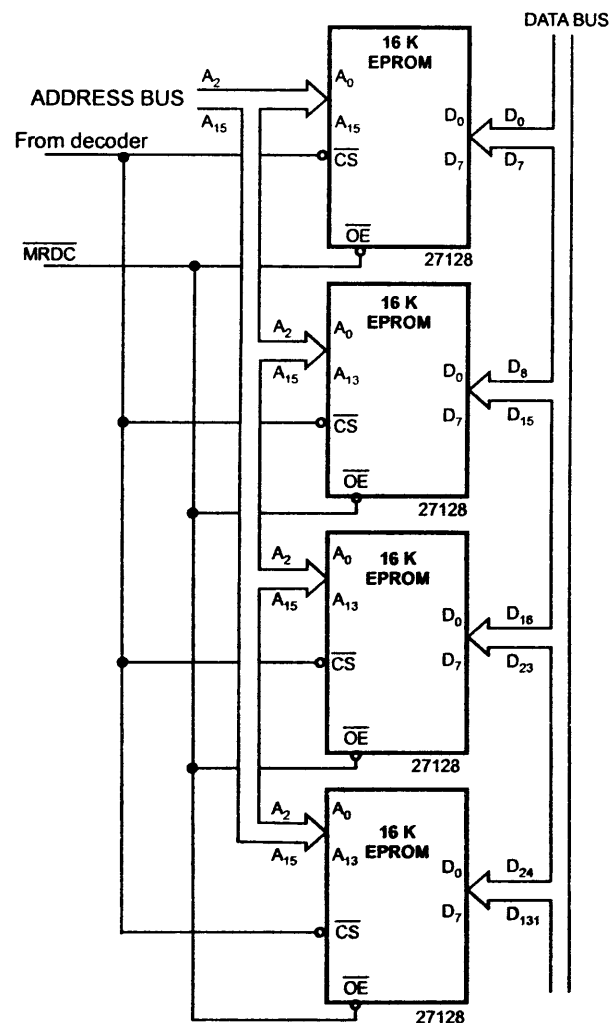 DATA BUS
16 K
EPROM
A2
A0
ADDRESS BUS
A15
A15
D0
D0
From decoder
CS
D7
D7
OE
MRDC
27128
16 K
EPROM
A2
A0
A15
A13
D0
D8
CS
D7
D15
OE
27128
16 K
EPROM
A2
A0
A15
A13
D0
D16
CS
D7
D23
OE
27128
16 K
EPROM
A2
A0
A15
A13
D0
D24
CS
D7
D131
OE
27128